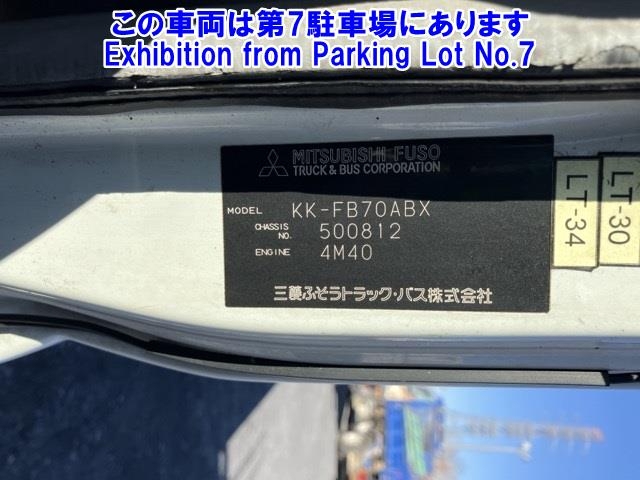 この車両は第7駐車場にあります
Exhibition from Parking Lot No.7
MITSUBISHI FUSO
TRUCK & BUS CORPORATION
MODEL KK-FB70ABX
CHASSIS NO. 500812
ENGINE 4M40
三菱ふそうトラック・バス株式会社
LT-34
LT-30